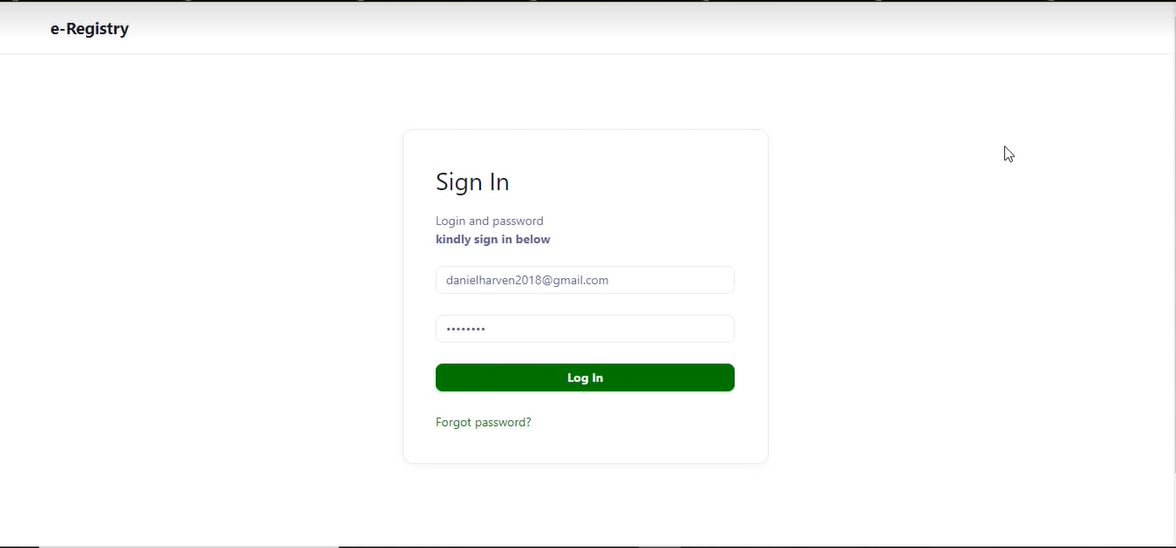 e-Registry
Sign In
Login and password
kindly sign in below
danielharven2018@gmail.com
••••••••
Log In
Forgot password?